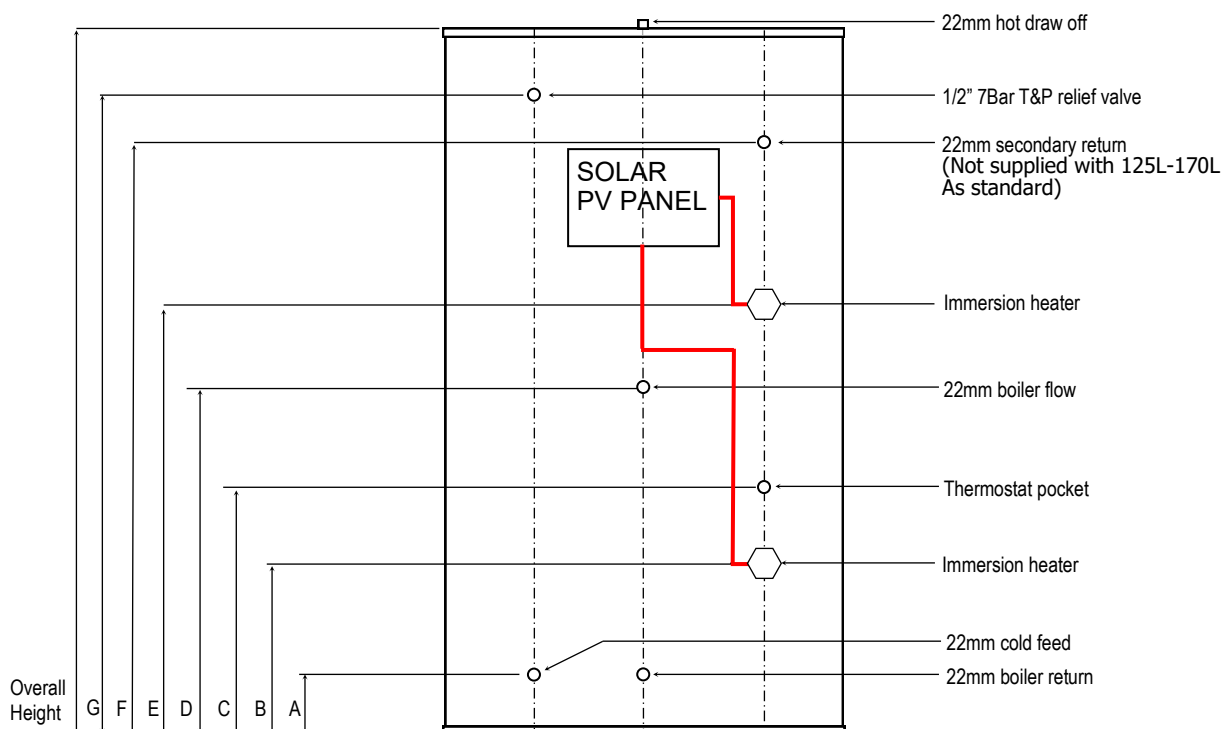 22mm hot draw off
1/2” 7Bar T&P relief valve
22mm secondary return
(Not supplied with 125L-170L
As standard)
SOLAR
PV PANEL
Immersion heater
22mm boiler flow
Thermostat pocket
Immersion heater
22mm cold feed
22mm boiler return
Overall
Height
G
F
E
D
C
B
A